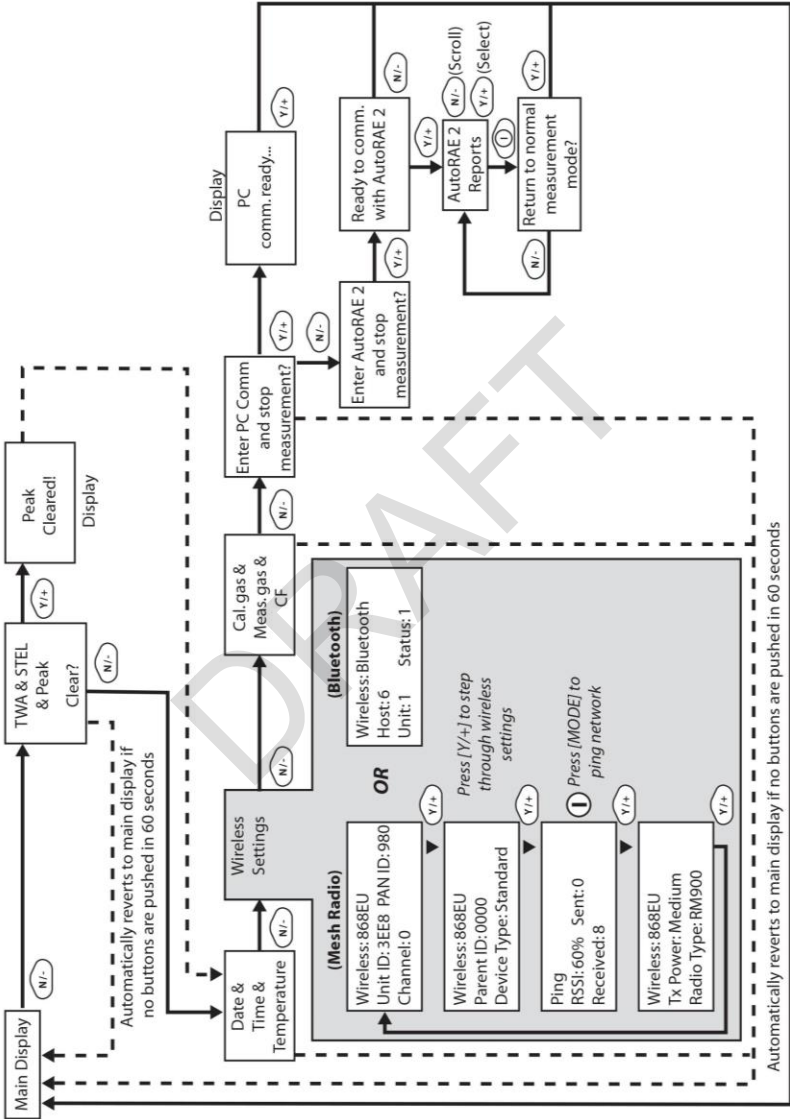 Main Display
N/-
TWA & STEL
& Peak
Clear?
Y/+
Peak
Cleared!
Display
N/-
Automatically reverts to main display if
no buttons are pushed in 60 seconds
Date &
Time &
Temperature
N/-
Wireless
Settings
N/-
Cal. gas &
Meas. gas &
CF
N/-
Enter PC Comm
and stop
measurement?
Y/+
Display
PC
comm. ready...
Y/+
N/-
Enter AutoRAE 2
and stop
measurement?
Y/+
Ready to comm.
with AutoRAE 2
N/-
Y/+
AutoRAE 2
Reports
N/- (Scroll)
Y/+ (Select)
Return to normal
measurement
mode?
N/-
Y/+
(Mesh Radio)
Wireless: 868EU
Unit ID: 3EE8 PAN ID: 980
Channel: 0
Y/+
Wireless: 868EU
Parent ID: 0000
Device Type: Standard
Y/+
Ping
RSSI: 60% Sent: 0
Received: 8
Y/+
Wireless: 868EU
Tx Power: Medium
Radio Type: RM900
Y/+
OR
(Bluetooth)
Wireless: Bluetooth
Host: 6
Unit: 1 Status: 1
Press [Y/+] to step
through wireless
settings
Press [MODE] to
ping network
Automatically reverts to main display if no buttons are pushed in 60 seconds
DRAFT